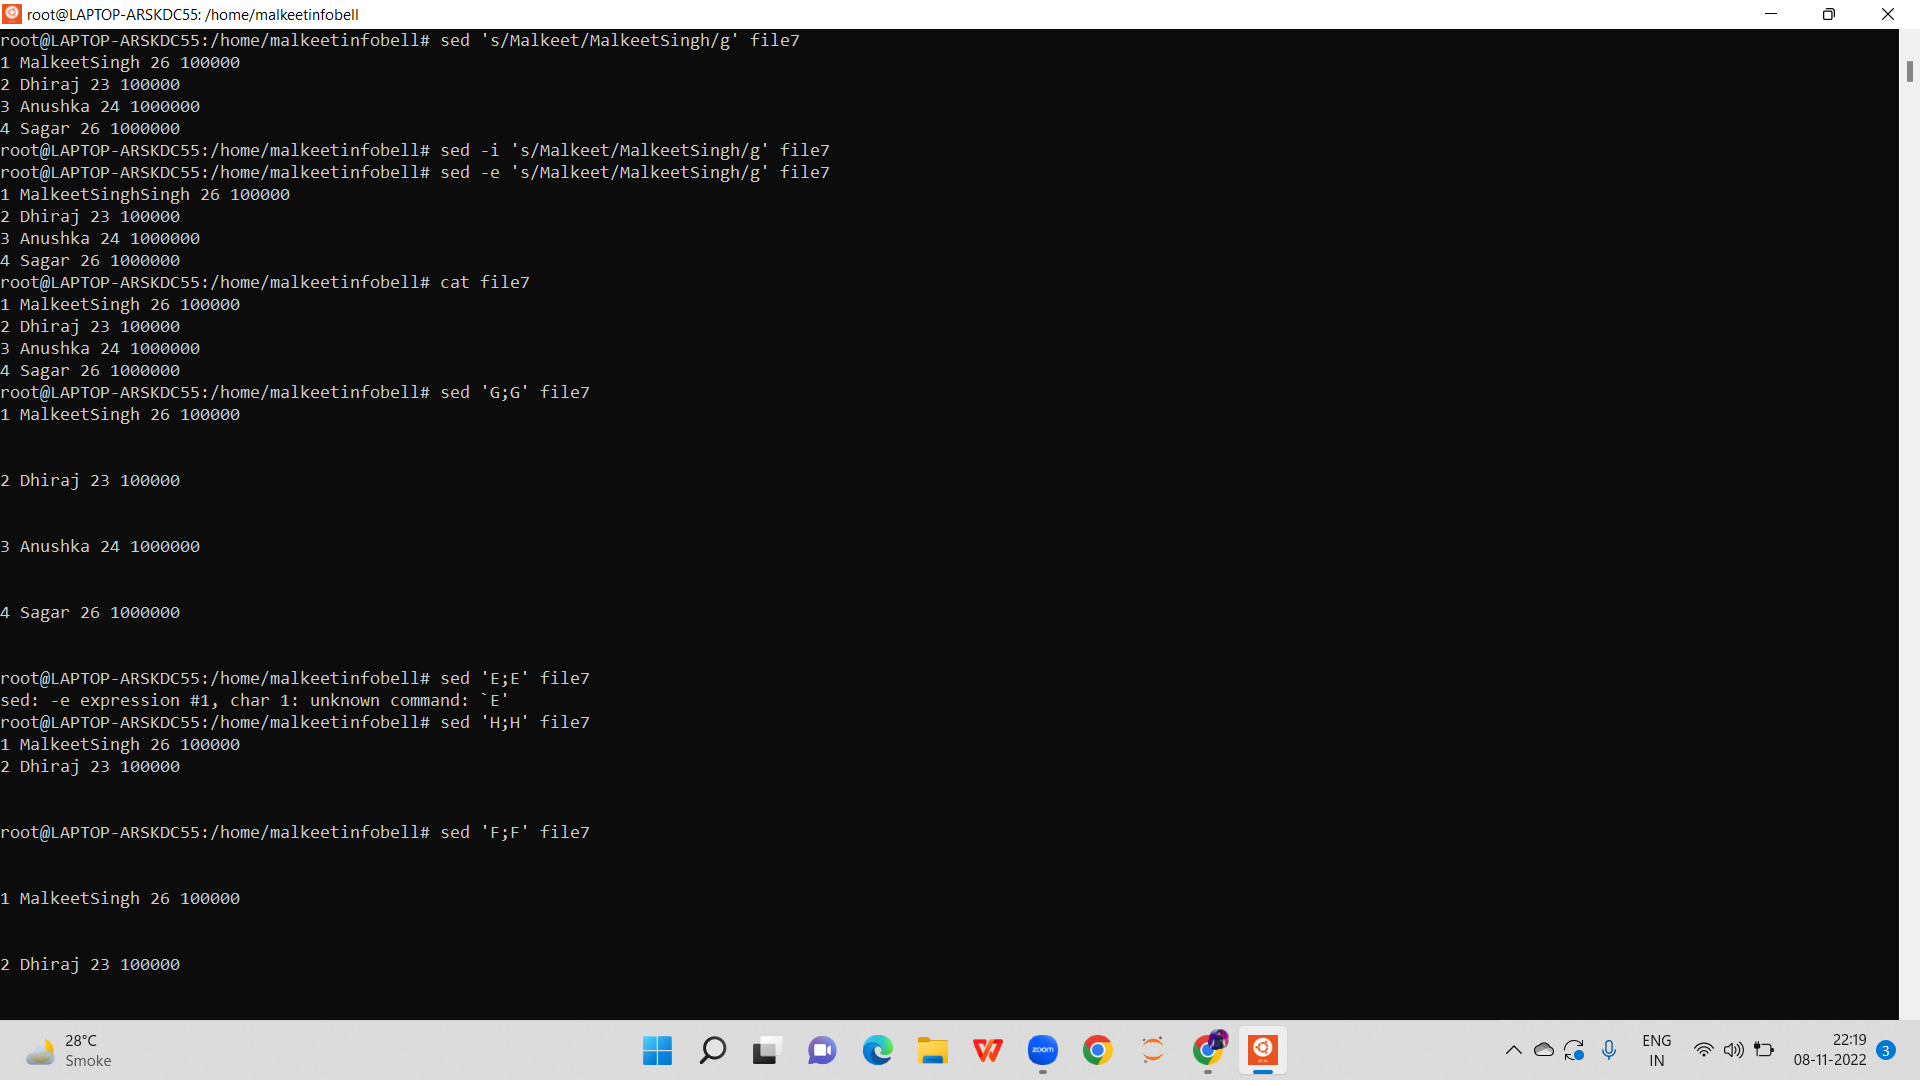 root@LAPTOP-ARSKDC55: /home/malkeetinfobell
root@LAPTOP-ARSKDC55:/home/malkeetinfobell# sed 's/Malkeet/MalkeetSingh/g' file7
1 MalkeetSingh 26 100000
2 Dhiraj 23 100000
3 Anushka 24 1000000
4 Sagar 26 1000000
root@LAPTOP-ARSKDC55:/home/malkeetinfobell# sed -i 's/Malkeet/MalkeetSingh/g' file7
root@LAPTOP-ARSKDC55:/home/malkeetinfobell# sed -e 's/Malkeet/MalkeetSingh/g' file7
1 MalkeetSinghSingh 26 100000
2 Dhiraj 23 100000
3 Anushka 24 1000000
4 Sagar 26 1000000
root@LAPTOP-ARSKDC55:/home/malkeetinfobell# cat file7
1 MalkeetSingh 26 100000
2 Dhiraj 23 100000
3 Anushka 24 1000000
4 Sagar 26 1000000
root@LAPTOP-ARSKDC55:/home/malkeetinfobell# sed 'G;G' file7
1 MalkeetSingh 26 100000
2 Dhiraj 23 100000
3 Anushka 24 1000000
4 Sagar 26 1000000
root@LAPTOP-ARSKDC55:/home/malkeetinfobell# sed 'E;E' file7
sed: -e expression #1, char 1: unknown command: `E'
root@LAPTOP-ARSKDC55:/home/malkeetinfobell# sed 'H;H' file7
1 MalkeetSingh 26 100000
2 Dhiraj 23 100000
root@LAPTOP-ARSKDC55:/home/malkeetinfobell# sed 'F;F' file7
1 MalkeetSingh 26 100000
2 Dhiraj 23 100000
28°C
Smoke
zoom
ENG
IN
22:19
08-11-2022
3